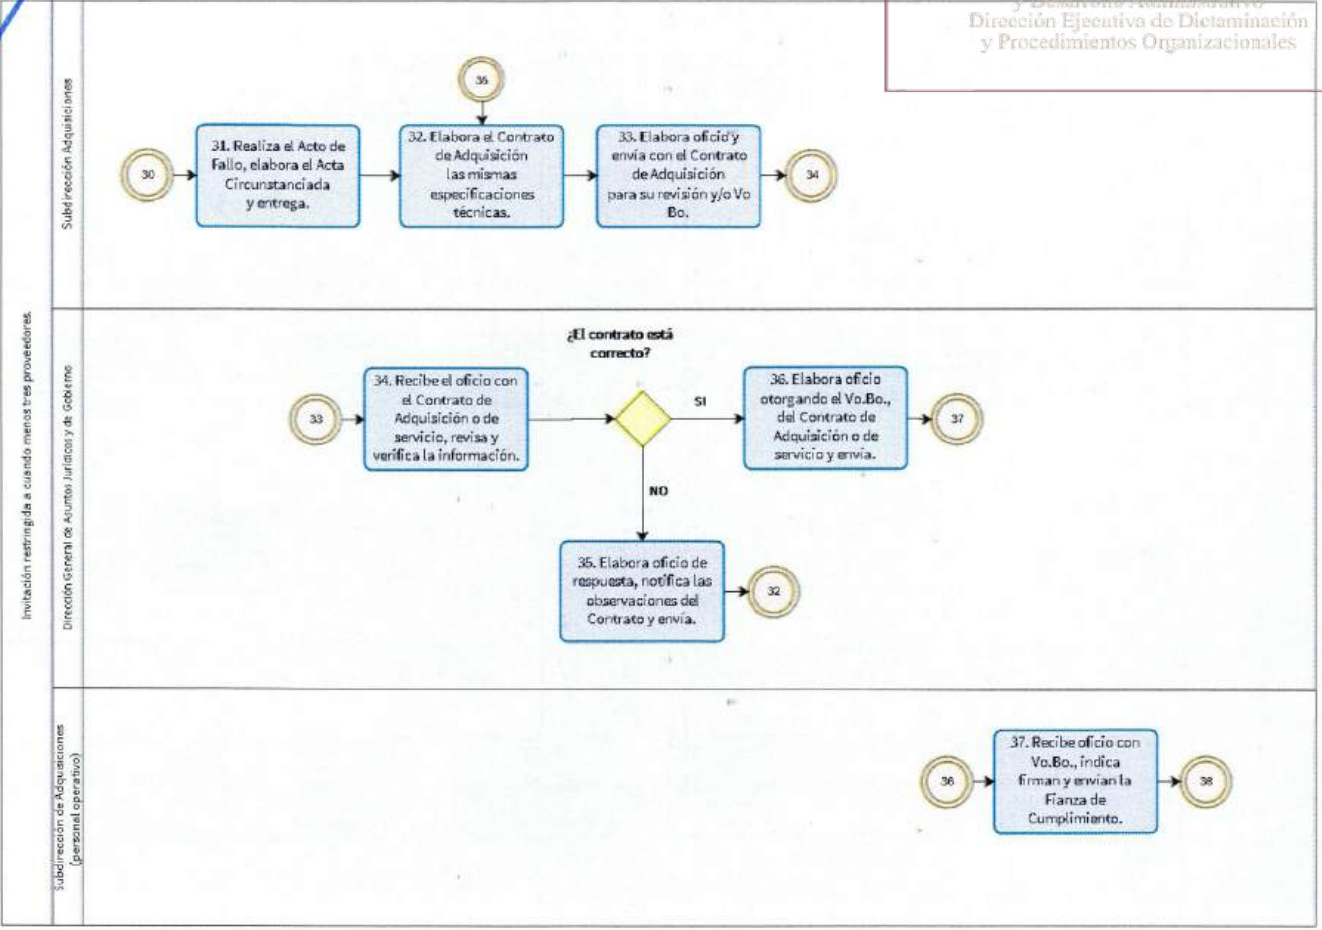 y Desarrollo Administrativo
Dirección Ejecutiva de Dictaminación
y Procedimientos Organizacionales
Invitación restringida a cuando menos tres proveedores.
Subdirección Adquisiciones
35
30
31. Realiza el Acto de
Fallo, elabora el Acta
Circunstanciada
y entrega.
32. Elabora el Contrato
de Adquisición
las mismas
especificaciones
técnicas.
33. Elabora oficio y
envía con el Contrato
de Adquisición
para su revisión y/o Vo
Bo.
34
Dirección General de Asuntos Jurídicos y de Gobierno
¿El contrato está
correcto?
33
34. Recibe el oficio con
el Contrato de
Adquisición o de
servicio, revisa y
verifica la información.
SI
36. Elabora oficio
otorgando el Vo.Bo.,
del Contrato de
Adquisición o de
servicio y envía.
37
NO
35. Elabora oficio de
respuesta, notifica las
observaciones del
Contrato y envía.
32
Subdirección de Adquisiciones
(personal operativo)
36
37. Recibe oficio con
Vo.Bo., indica
firman y envían la
Fianza de
Cumplimiento.
38